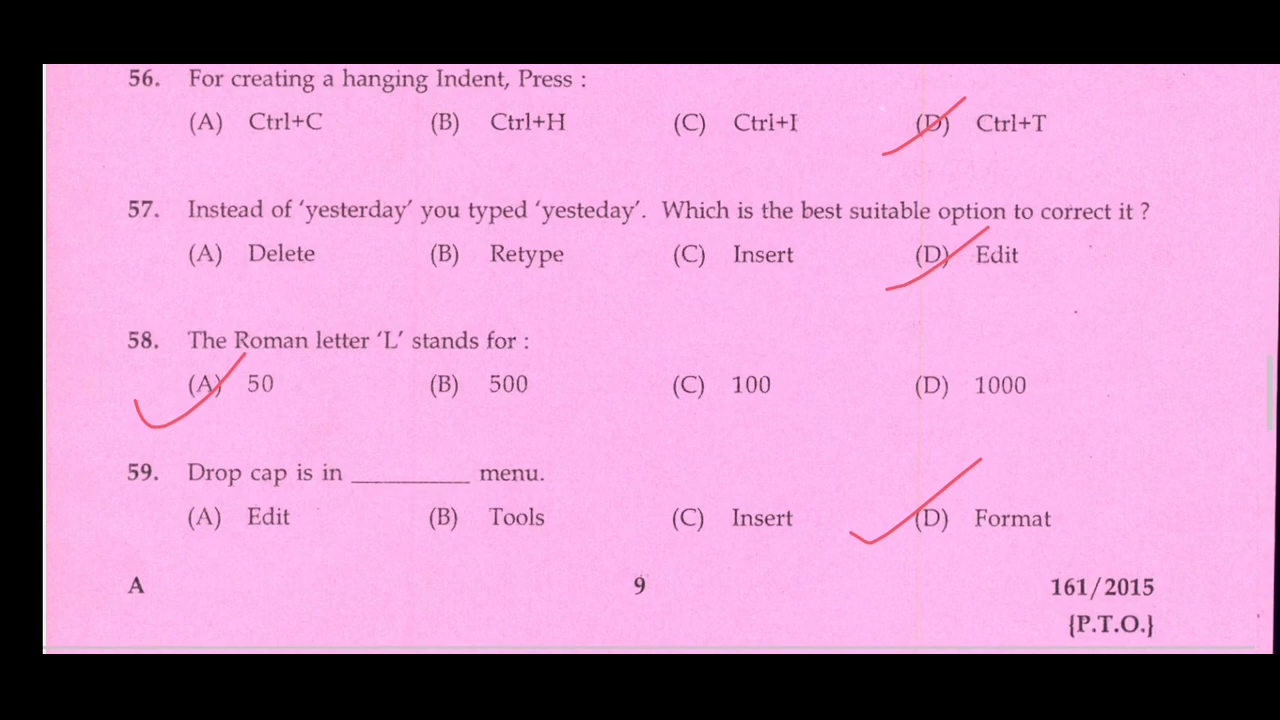 56. For creating a hanging Indent, Press :
(A) Ctrl+C (B) Ctrl+H (C) Ctrl+I (D) Ctrl+T
57. Instead of ‘yesterday’ you typed ‘yesteday’. Which is the best suitable option to correct it ?
(A) Delete (B) Retype (C) Insert (D) Edit
58. The Roman letter ‘L’ stands for :
(A) 50 (B) 500 (C) 100 (D) 1000
59. Drop cap is in __________ menu.
(A) Edit (B) Tools (C) Insert (D) Format
A 9 161/2015
{P.T.O.}